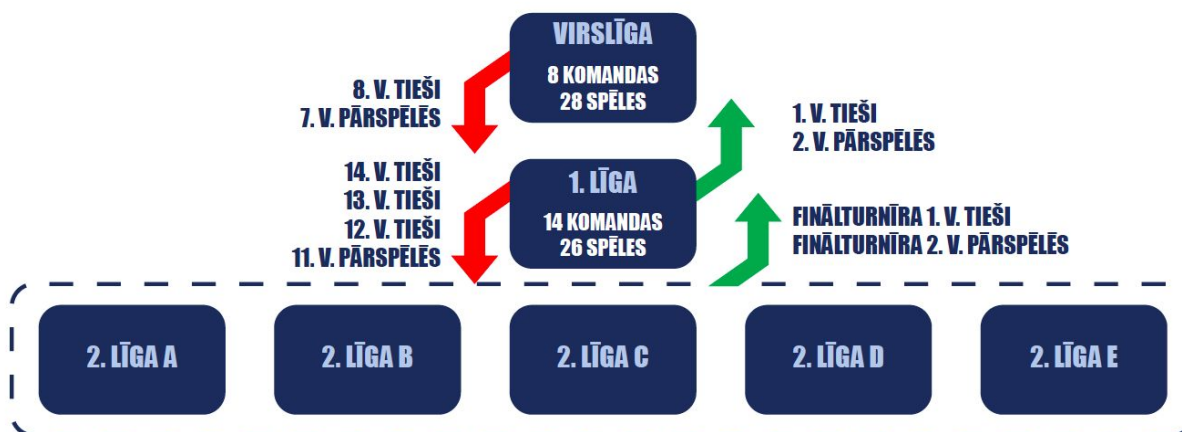 VIRSLĪGA
8 KOMANDAS
28 SPĒLES
8. V. TIEŠI
7. V. PĀRSPĒLĒS
1. V. TIEŠI
2. V. PĀRSPĒLĒS
14. V. TIEŠI
13. V. TIEŠI
12. V. TIEŠI
11. V. PĀRSPĒLĒS
1. LĪGA
14 KOMANDAS
26 SPĒLES
FINĀLTURNĪRA 1. V. TIEŠI
FINĀLTURNĪRA 2. V. PĀRSPĒLĒS
2. LĪGA A
2. LĪGA B
2. LĪGA C
2. LĪGA D
2. LĪGA E